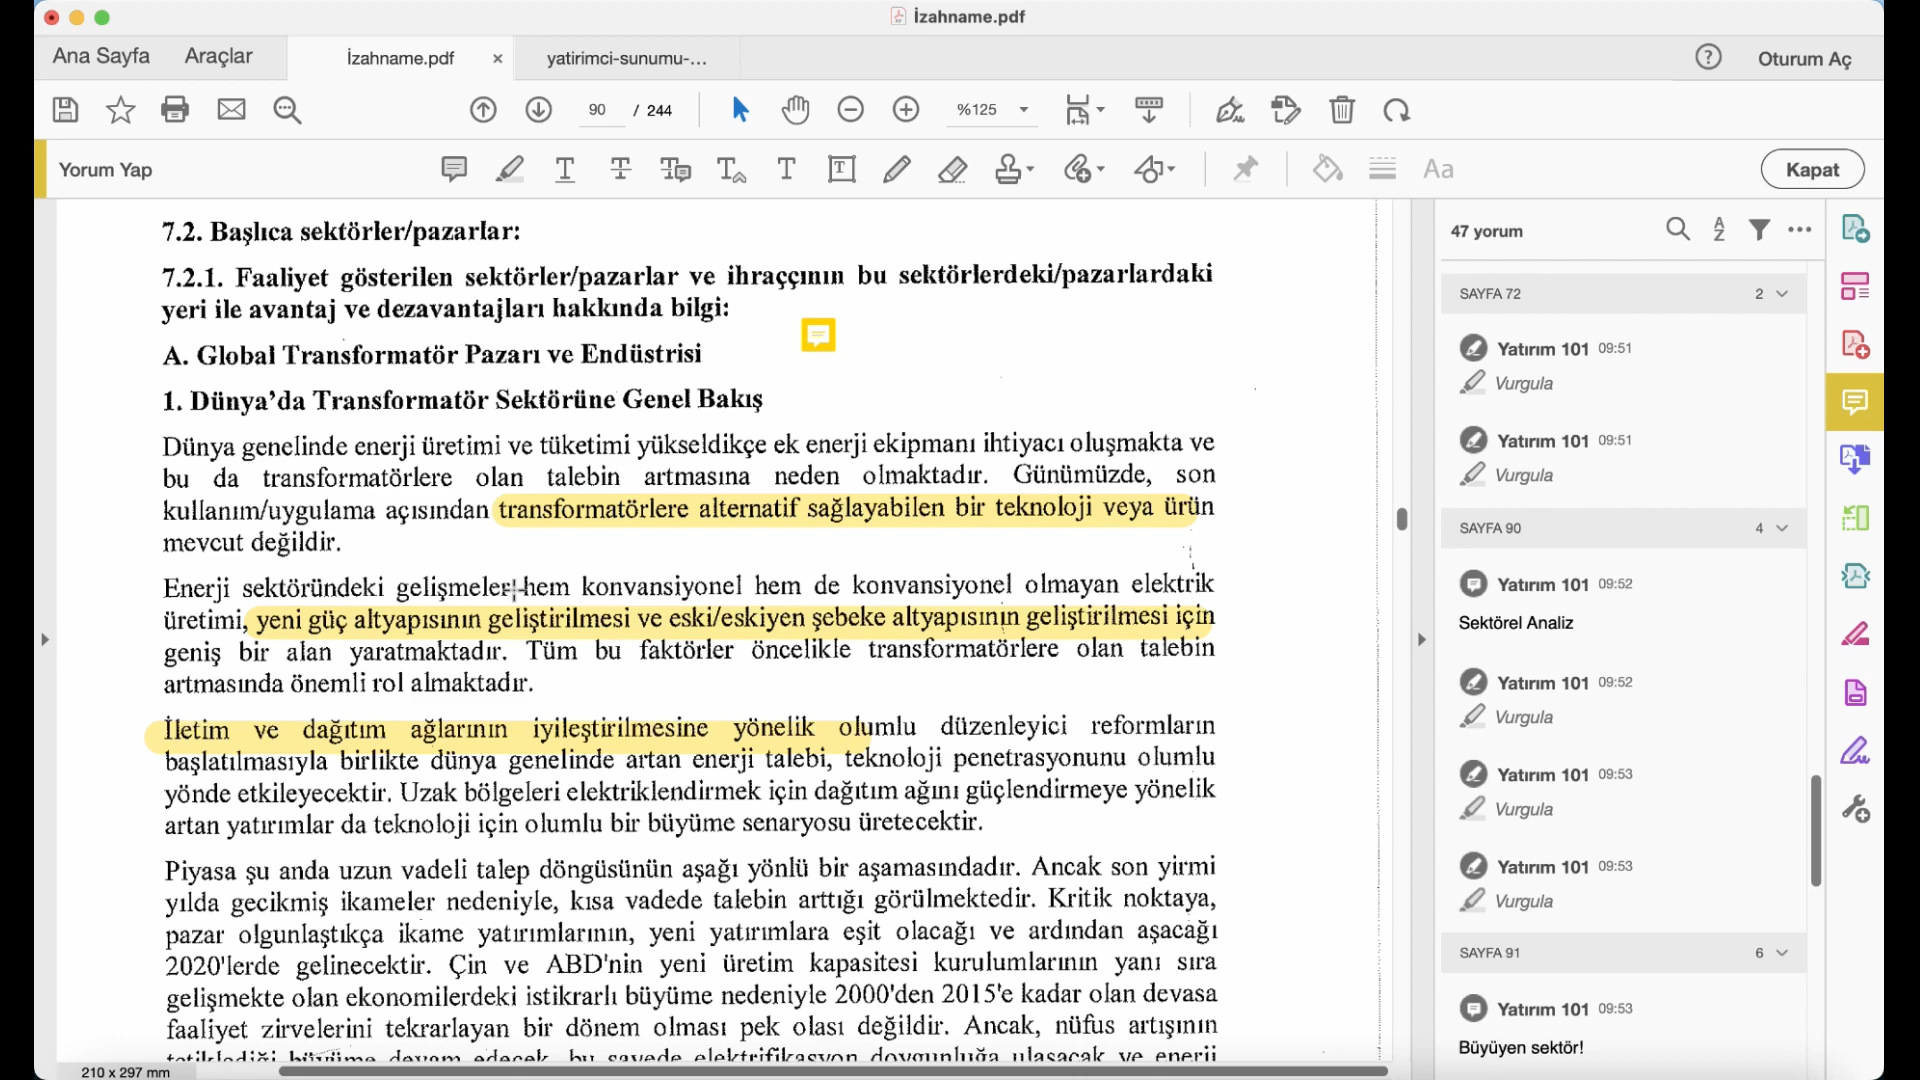 İzahname.pdf
Ana Sayfa
Araçlar
İzahname.pdf
×
yatirimci-sunumu-...
?
Oturum Aç
90 / 244
%125
Yorum Yap
Aa
Kapat
7.2. Başlıca sektörler/pazarlar:
7.2.1. Faaliyet gösterilen sektörler/pazarlar ve ihraççının bu sektörlerdeki/pazarlardaki
yeri ile avantaj ve dezavantajları hakkında bilgi:
A. Global Transformatör Pazarı ve Endüstrisi
1. Dünya’da Transformatör Sektörüne Genel Bakış
Dünya genelinde enerji üretimi ve tüketimi yükseldikçe ek enerji ekipmanı ihtiyacı oluşmakta ve
bu da transformatörlere olan talebin artmasına neden olmaktadır. Günümüzde, son
kullanım/uygulama açısından transformatörlere alternatif sağlayabilen bir teknoloji veya ürün
mevcut değildir.
Enerji sektöründeki gelişmeler hem konvansiyonel hem de konvansiyonel olmayan elektrik
üretimi, yeni güç altyapısının geliştirilmesi ve eski/eskiyen şebeke altyapısının geliştirilmesi için
geniş bir alan yaratmaktadır. Tüm bu faktörler öncelikle transformatörlere olan talebin
artmasında önemli rol almaktadır.
İletim ve dağıtım ağlarının iyileştirilmesine yönelik olumlu düzenleyici reformların
başlatılmasıyla birlikte dünya genelinde artan enerji talebi, teknoloji penetrasyonunu olumlu
yönde etkileyecektir. Uzak bölgeleri elektriklendirmek için dağıtım ağını güçlendirmeye yönelik
artan yatırımlar da teknoloji için olumlu bir büyüme senaryosu üretecektir.
Piyasa şu anda uzun vadeli talep döngüsünün aşağı yönlü bir aşamasındadır. Ancak son yirmi
yılda gecikmiş ikameler nedeniyle, kısa vadede talebin arttığı görülmektedir. Kritik noktaya,
pazar olgunlaştıkça ikame yatırımlarının, yeni yatırımlara eşit olacağı ve ardından aşacağı
2020'lerde gelinecektir. Çin ve ABD'nin yeni üretim kapasitesi kurulumlarının yanı sıra
gelişmekte olan ekonomilerdeki istikrarlı büyüme nedeniyle 2000'den 2015'e kadar olan devasa
faaliyet zirvelerini tekrarlayan bir dönem olması pek olası değildir. Ancak, nüfus artışının
tetiklediği büyüme devam edecek, bu sayede elektrifikasyon doygunluğa ulaşacak ve enerji
210 x 297 mm
47 yorum
A
Z
SAYFA 72 2
Yatırım 101 09:51
Vurgula
Yatırım 101 09:51
Vurgula
SAYFA 90 4
Yatırım 101 09:52
Sektörel Analiz
Yatırım 101 09:52
Vurgula
Yatırım 101 09:53
Vurgula
Yatırım 101 09:53
Vurgula
SAYFA 91 6
Yatırım 101 09:53
Büyüyen sektör!